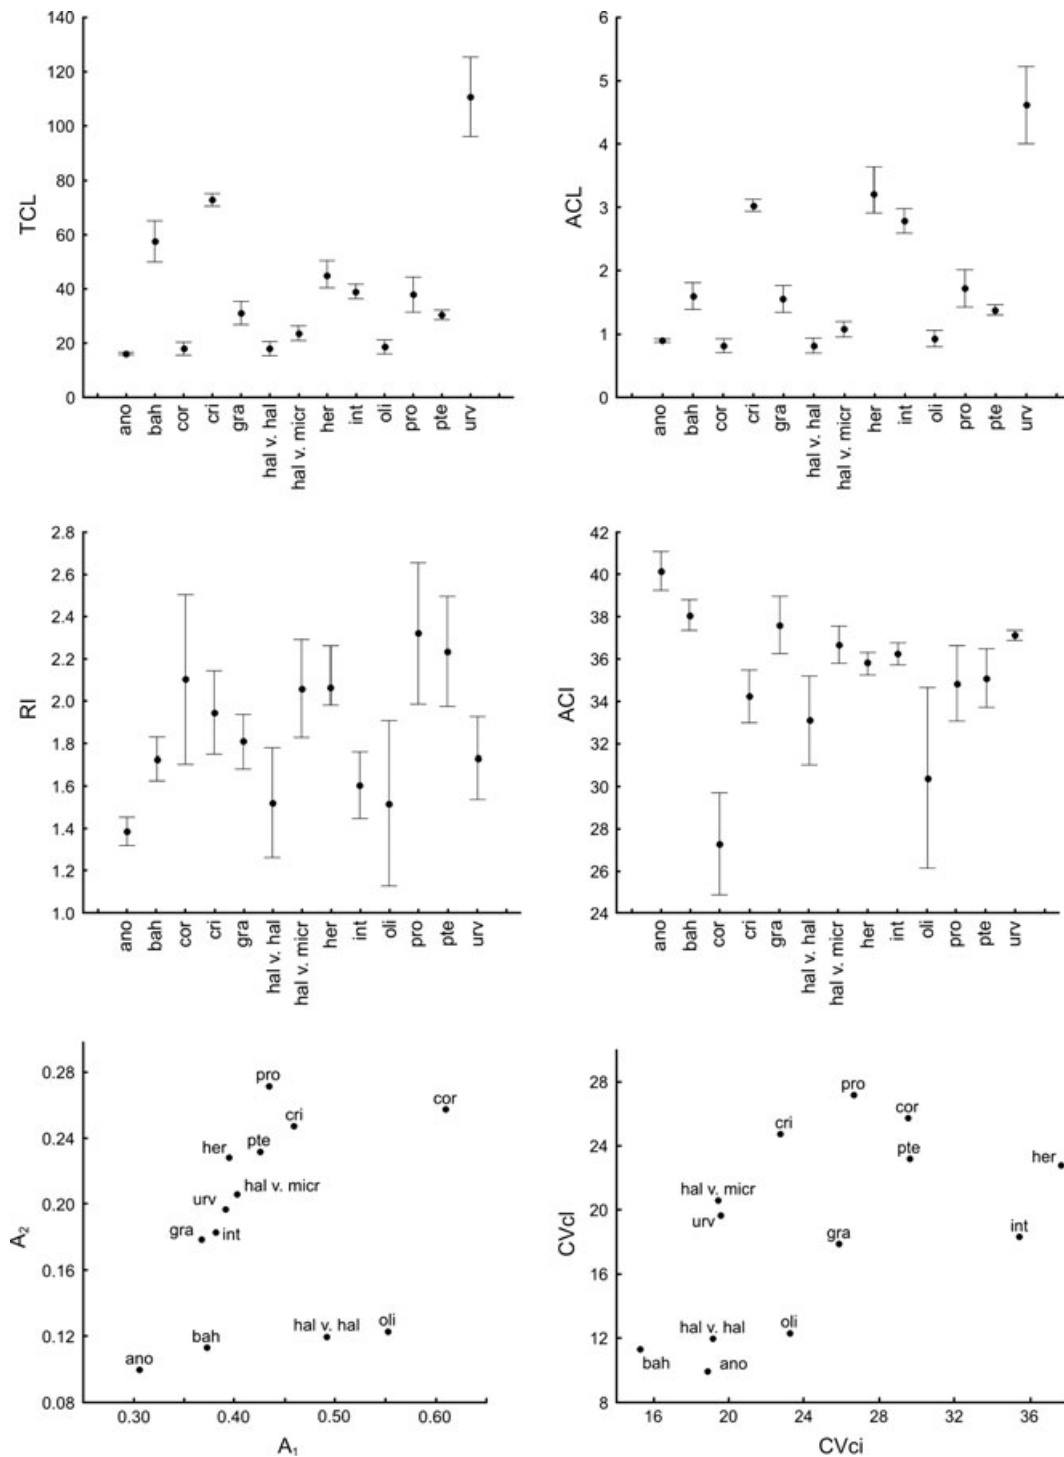 140
120
100
80
60
40
20
0
TCL
ano
bah
cor
cri
gra
hal v. hal
hal v. micr
her
int
oli
pro
pte
urv
6
5
4
3
2
1
0
ACL
ano
bah
cor
cri
gra
hal v. hal
hal v. micr
her
int
oli
pro
pte
urv
2.8
2.6
2.4
2.2
2.0
1.8
1.6
1.4
1.2
1.0
RI
ano
bah
cor
cri
gra
hal v. hal
hal v. micr
her
int
oli
pro
pte
urv
42
40
38
36
34
32
30
28
26
24
ACI
ano
bah
cor
cri
gra
hal v. hal
hal v. micr
her
int
oli
pro
pte
urv
0.28
0.24
0.20
0.16
0.12
0.08
A₂
pro
cor
cri
pte
her
hal v. micr
urv
gra
int
oli
hal v. hal
bah
ano
0.30 0.40 0.50 0.60
A₁
28
24
20
16
12
8
CVcl
pro
cor
cri
pte
her
hal v. micr
urv
int
gra
oli
hal v. hal
bah
ano
16 20 24 28 32 36
CVci